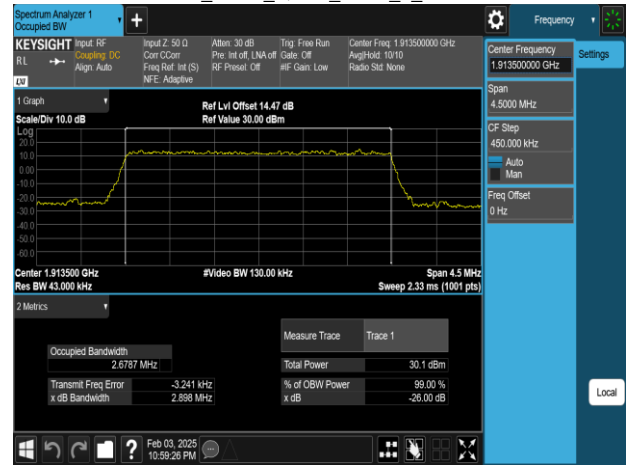 Spectrum Analyzer 1
Occupied BW
Frequency
KEYSIGHT
RL
LXI
Input: RF
Coupling: DC
Align: Auto
Input Z: 50 Ω
Corr CCorr
Freq Ref: Int (S)
NFE: Adaptive
Atten: 30 dB
Pre: Int off, LNA off
RF Presel: Off
Trig: Free Run
Gate: Off
#IF Gain: Low
Center Freq: 1.913500000 GHz
Avg|Hold: 10/10
Radio Std: None
Center Frequency
1.913500000 GHz
Settings
Span
4.5000 MHz
CF Step
450.000 kHz
Auto
Man
Freq Offset
0 Hz
1 Graph
Scale/Div 10.0 dB
Ref Lvl Offset 14.47 dB
Ref Value 30.00 dBm
Log
20.0
10.0
0.00
-10.0
-20.0
-30.0
-40.0
-50.0
-60.0
Center 1.913500 GHz
#Video BW 130.00 kHz
Span 4.5 MHz
Res BW 43.000 kHz
Sweep 2.33 ms (1001 pts)
2 Metrics
Measure Trace Trace 1
Occupied Bandwidth
2.6787 MHz
Total Power 30.1 dBm
Transmit Freq Error -3.241 kHz
% of OBW Power 99.00 %
x dB Bandwidth 2.898 MHz
x dB -26.00 dB
Local
?
Feb 03, 2025
10:59:26 PM